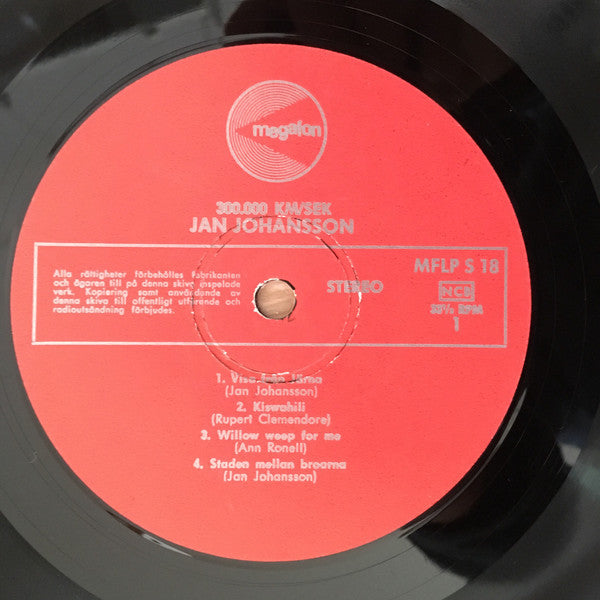 megafon
300.000 KM/SEK
JAN JOHANSSON
Alla rättigheter förbehålles fabrikanten
och ägaren till på denna skiva inspelade
verk. Kopiering samt användande av
denna skiva till offentligt utförande och
radioutsändning förbjudes.
STEREO
MFLP S 18
NCB
33⅓ RPM
1
1. Visa från Järna
(Jan Johansson)
2. Kiswahili
(Rupert Clemendore)
3. Willow weep for me
(Ann Ronell)
4. Staden mellan broarna
(Jan Johansson)